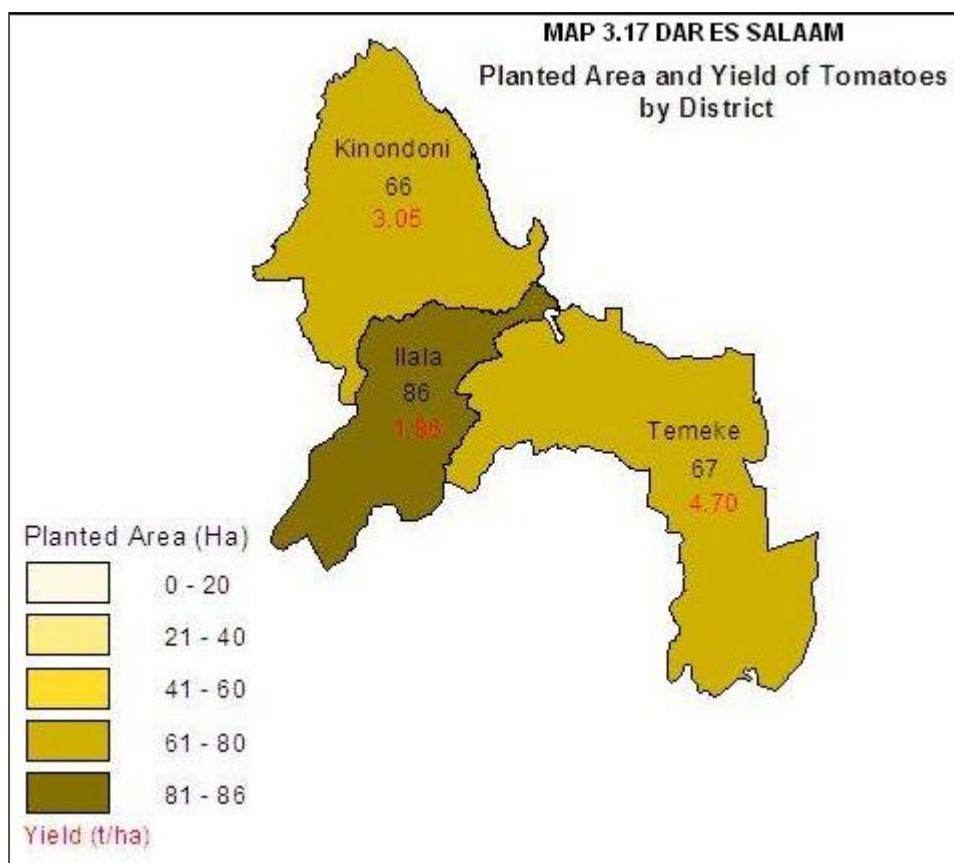 MAP 3.17 DAR ES SALAAM
Planted Area and Yield of Tomatoes
by District
Kinondoni
66
3.05
Ilala
86
Temeke
67
4.70
Planted Area (Ha)
0 - 20
21 - 40
41 - 60
61 - 80
81 - 86
Yield (t/ha)